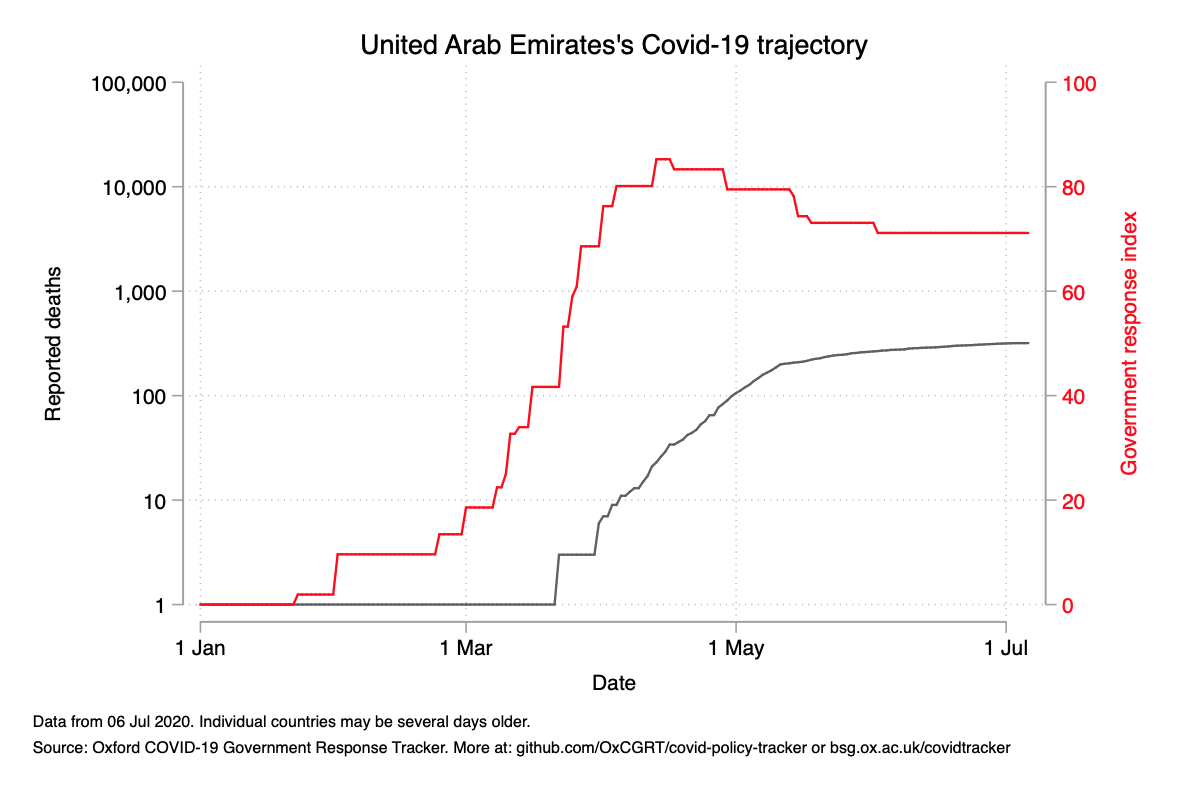 United Arab Emirates's Covid-19 trajectory
100,000
10,000
1,000
100
10
1
Reported deaths
100
80
60
40
20
0
Government response index
1 Jan
1 Mar
1 May
1 Jul
Date
Data from 06 Jul 2020. Individual countries may be several days older.
Source: Oxford COVID-19 Government Response Tracker. More at: github.com/OxCGRT/covid-policy-tracker or bsg.ox.ac.uk/covidtracker